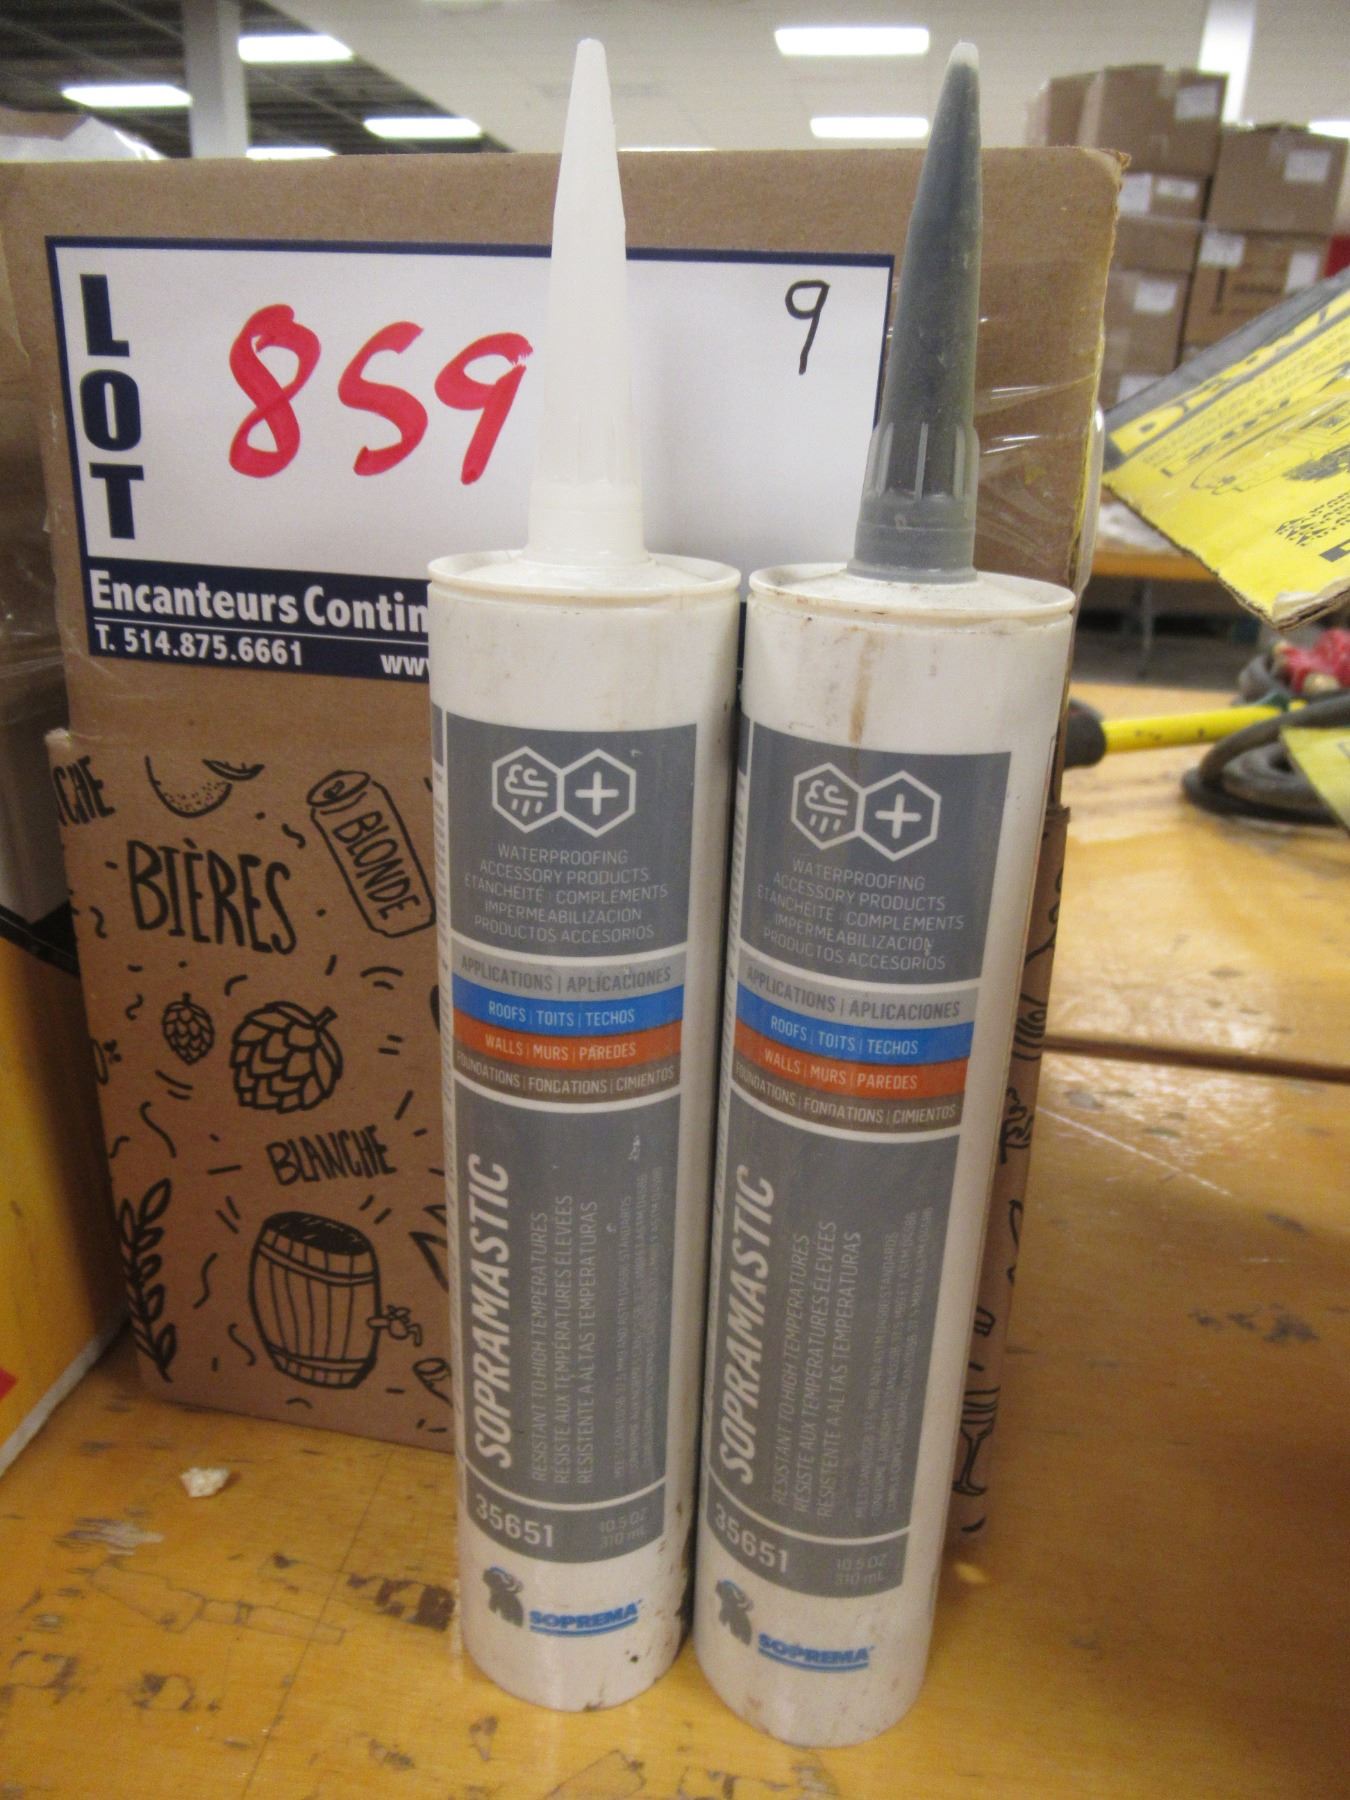 LOT
859
9
Encanteurs Contin
T. 514.875.6661
www
BIÈRES
BLONDE
BLANCHE
WATERPROOFING
ACCESSORY PRODUCTS
ÉTANCHÉITÉ : COMPLÉMENTS
IMPERMEABILIZACIÓN
PRODUCTOS ACCESORIOS
APPLICATIONS | APLICACIONES
ROOFS | TOITS | TECHOS
WALLS | MURS | PAREDES
FOUNDATIONS | FONDATIONS | CIMIENTOS
SOPRAMASTIC
RESISTANT TO HIGH TEMPERATURES
RÉSISTE AUX TEMPÉRATURES ÉLEVÉES
RESISTENTE A ALTAS TEMPERATURAS
35651
10.5 OZ
310 mL
SOPREMA
WATERPROOFING
ACCESSORY PRODUCTS
ÉTANCHÉITÉ : COMPLÉMENTS
IMPERMEABILIZACIÓN
PRODUCTOS ACCESORIOS
APPLICATIONS | APLICACIONES
ROOFS | TOITS | TECHOS
WALLS | MURS | PAREDES
FOUNDATIONS | FONDATIONS | CIMIENTOS
SOPRAMASTIC
RESISTANT TO HIGH TEMPERATURES
RÉSISTE AUX TEMPÉRATURES ÉLEVÉES
RESISTENTE A ALTAS TEMPERATURAS
35651
10.5 OZ
310 mL
SOPREMA